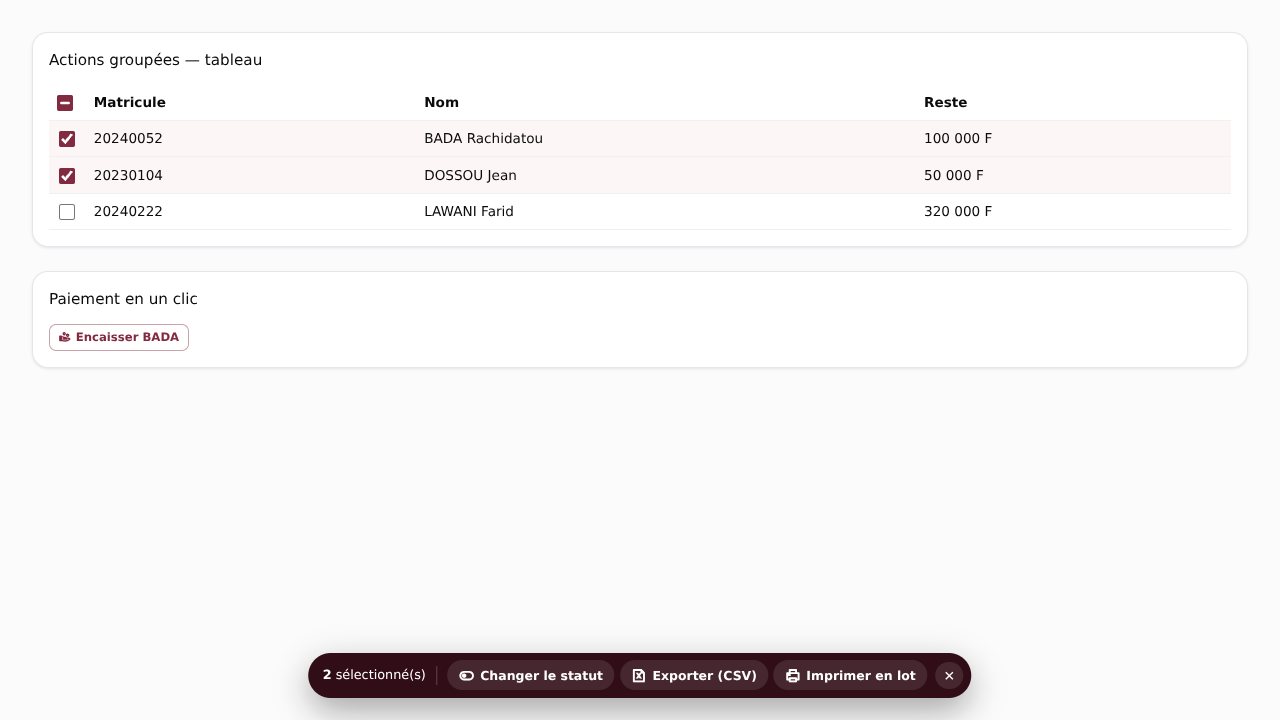 Actions groupées — tableau
Matricule Nom Reste
20240052 BADA Rachidatou 100 000 F
20230104 DOSSOU Jean 50 000 F
20240222 LAWANI Farid 320 000 F
Paiement en un clic
Encaisser BADA
2 sélectionné(s) Changer le statut Exporter (CSV) Imprimer en lot ✕